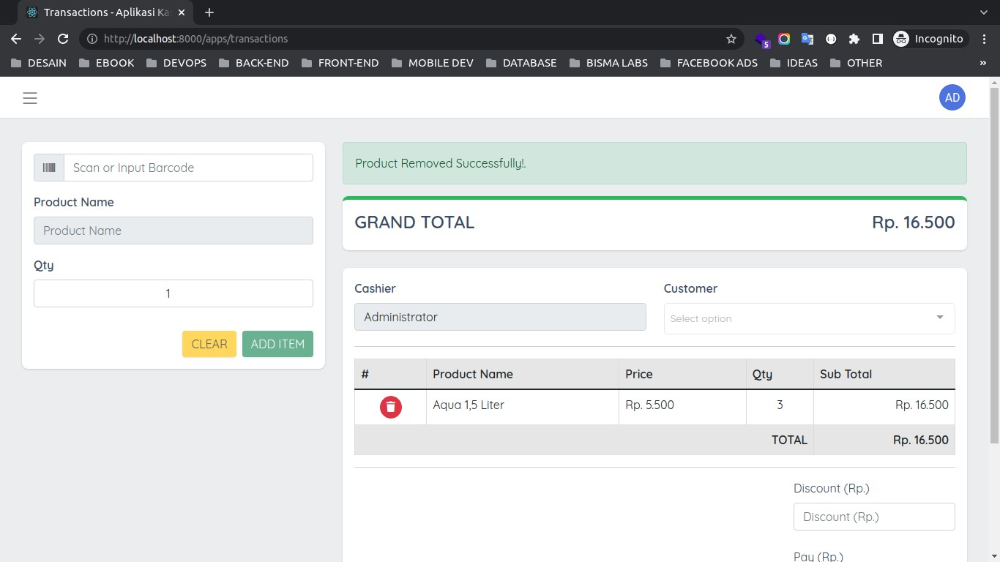 Transactions - Aplikasi Ka
http://localhost:8000/apps/transactions
5
Incognito
DESAIN EBOOK DEVOPS BACK-END FRONT-END MOBILE DEV DATABASE BISMA LABS FACEBOOK ADS IDEAS OTHER »
AD
Scan or Input Barcode
Product Name
Product Name
Qty
1
CLEAR ADD ITEM
Product Removed Successfully!.
GRAND TOTAL Rp. 16.500
Cashier Customer
Administrator Select option
# Product Name Price Qty Sub Total
Aqua 1,5 Liter Rp. 5.500 3 Rp. 16.500
TOTAL Rp. 16.500
Discount (Rp.)
Discount (Rp.)
Pay (Rp.)